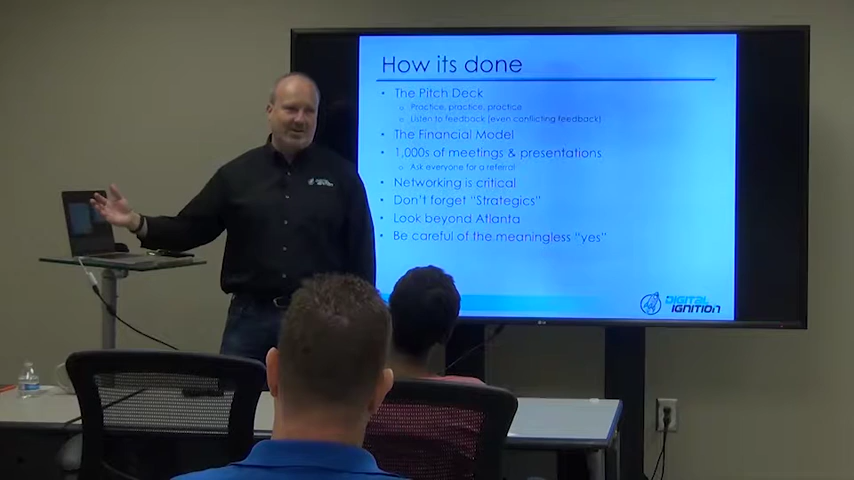 How its done
• The Pitch Deck
o Practice, practice, practice
o Listen to feedback (even conflicting feedback)
• The Financial Model
• 1,000s of meetings & presentations
o Ask everyone for a referral
• Networking is critical
• Don't forget "Strategics"
• Look beyond Atlanta
• Be careful of the meaningless "yes"
DIGITAL
IGNITION